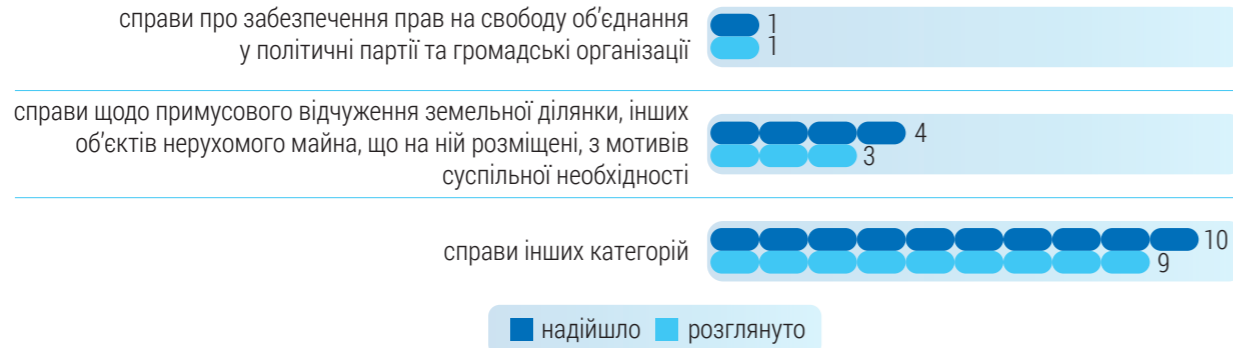 справи про забезпечення прав на свободу об’єднання
у політичні партії та громадські організації
1
1
справи щодо примусового відчуження земельної ділянки, інших
об’єктів нерухомого майна, що на ній розміщені, з мотивів
суспільної необхідності
4
3
справи інших категорій
10
9
надійшло розглянуто